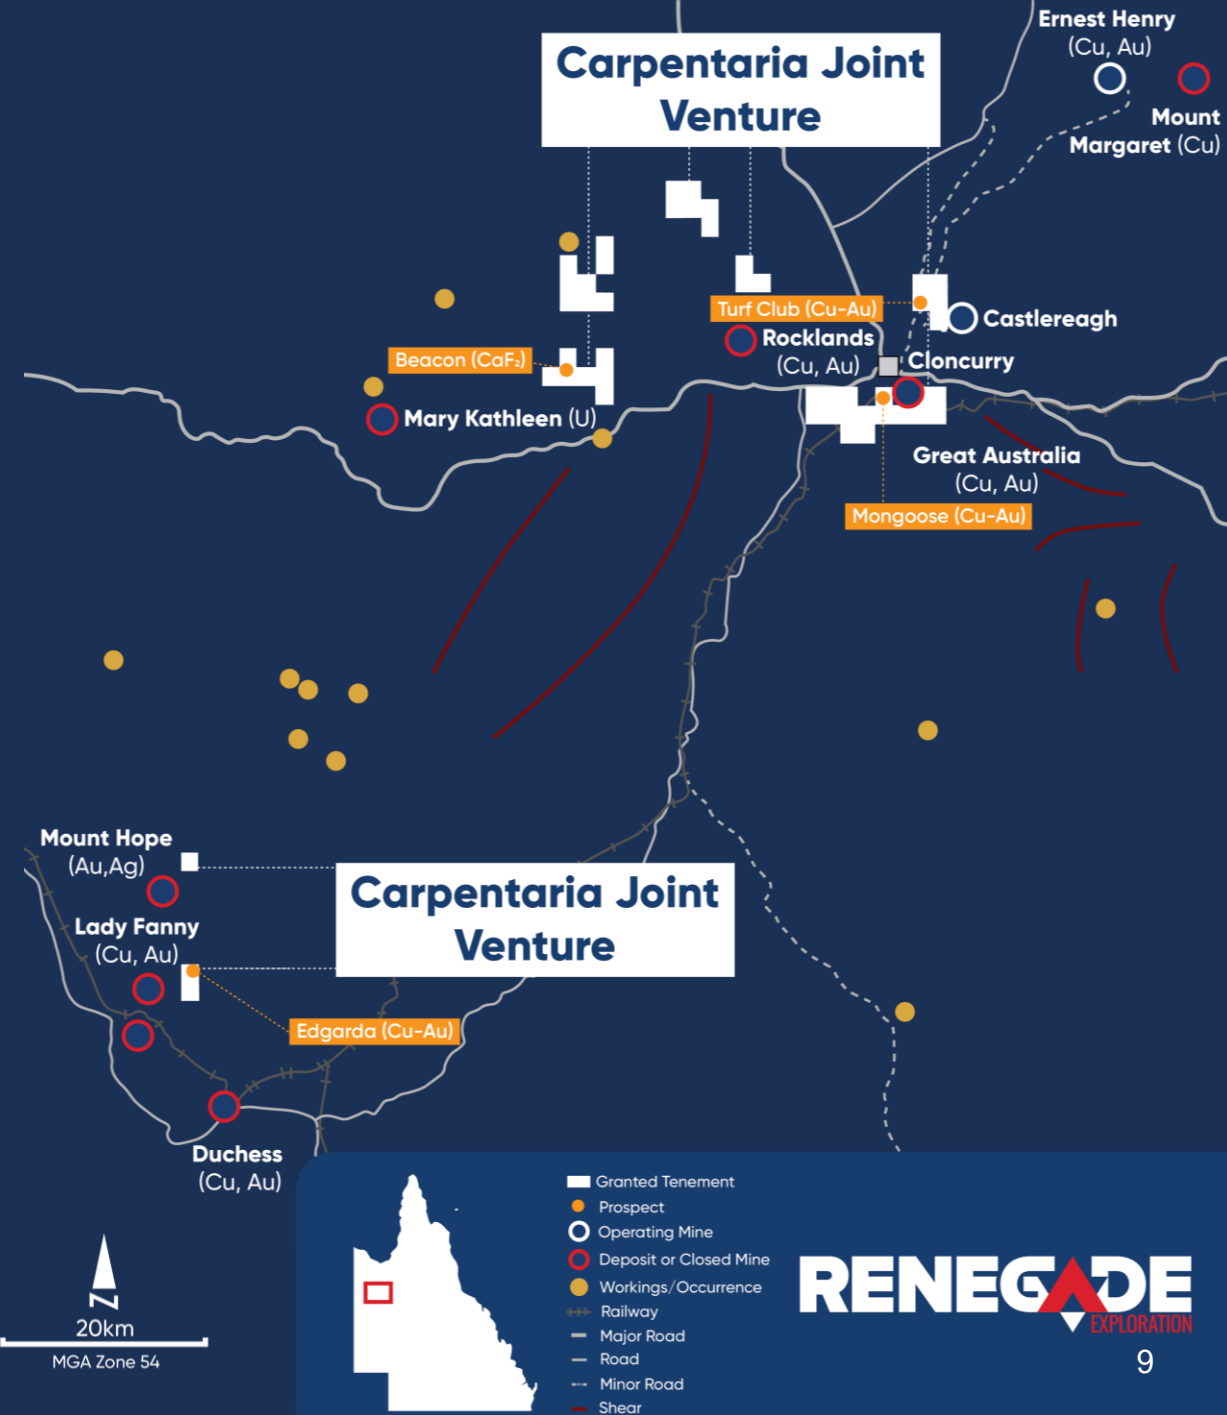 Ernest Henry
(Cu, Au)
Carpentaria Joint
Venture
Mount
Margaret (Cu)
Turf Club (Cu-Au)
Castlereagh
Rocklands
(Cu, Au)
Cloncurry
Beacon (CaF₂)
Mary Kathleen (U)
Great Australia
(Cu, Au)
Mongoose (Cu-Au)
Mount Hope
(Au,Ag)
Carpentaria Joint
Venture
Lady Fanny
(Cu, Au)
Edgarda (Cu-Au)
Duchess
(Cu, Au)
Granted Tenement
Prospect
Operating Mine
Deposit or Closed Mine
Workings/Occurrence
Railway
Major Road
Road
Minor Road
Shear
N
20km
MGA Zone 54
RENEGADE
EXPLORATION
9